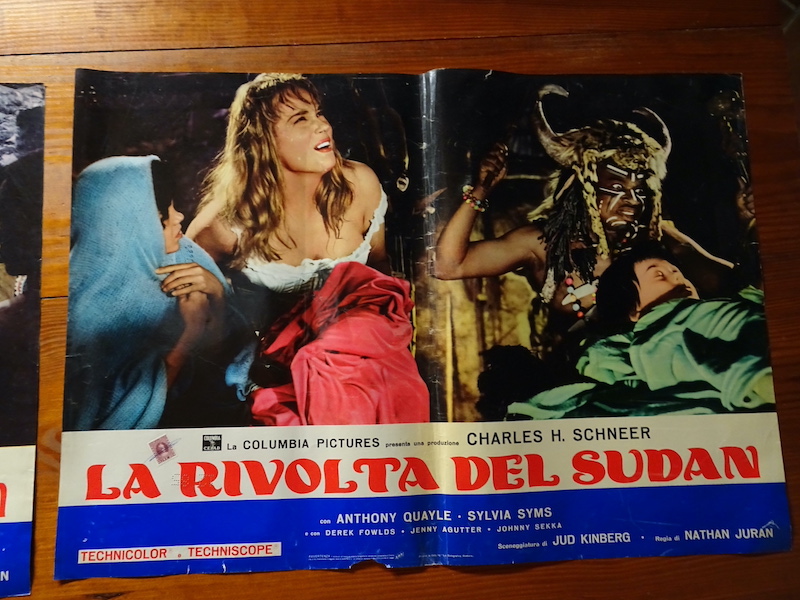 COLUMBIA
CEIAD
La COLUMBIA PICTURES presenta una produzione CHARLES H. SCHNEER
LA RIVOLTA DEL SUDAN
con ANTHONY QUAYLE · SYLVIA SYMS
e con DEREK FOWLDS · JENNY AGUTTER · JOHNNY SEKKA
TECHNICOLOR TECHNISCOPE
Sceneggiatura di JUD KINBERG · Regia di NATHAN JURAN